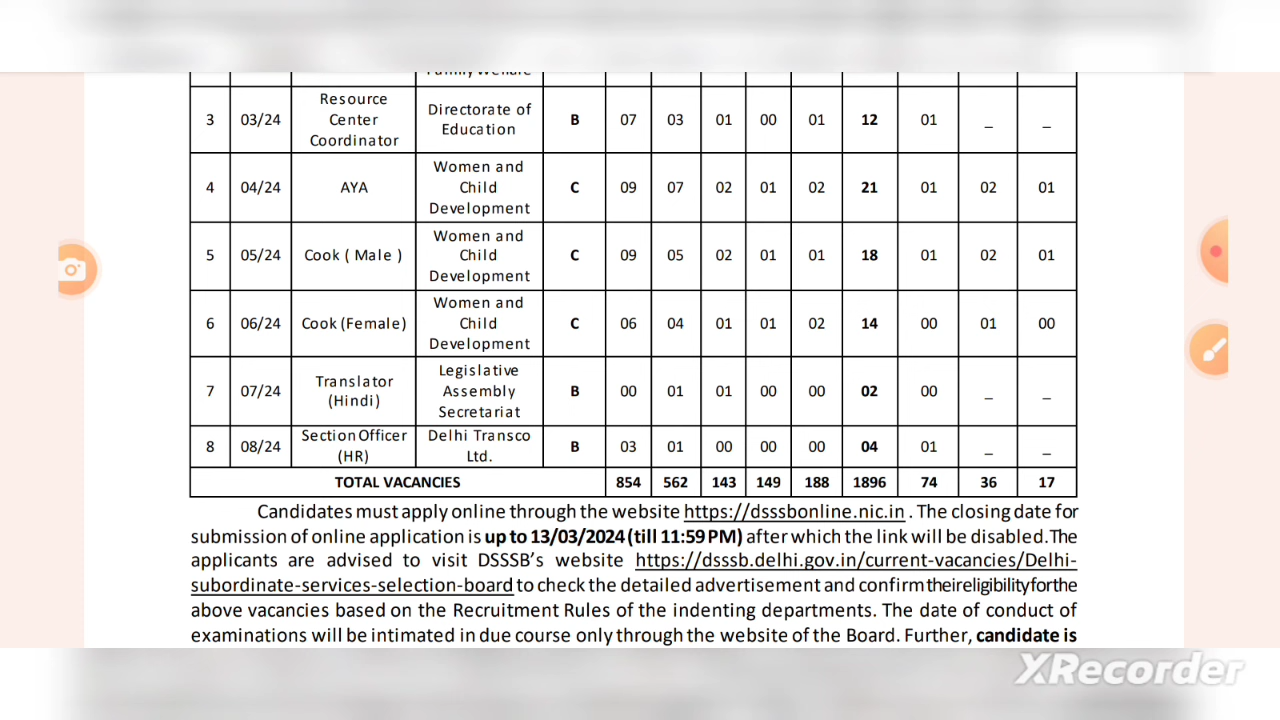 Family Welfare
3 03/24 Resource Center Coordinator Directorate of Education B 07 03 01 00 01 12 01 _ _
4 04/24 AYA Women and Child Development C 09 07 02 01 02 21 01 02 01
5 05/24 Cook ( Male ) Women and Child Development C 09 05 02 01 01 18 01 02 01
6 06/24 Cook (Female) Women and Child Development C 06 04 01 01 02 14 00 01 00
7 07/24 Translator (Hindi) Legislative Assembly Secretariat B 00 01 01 00 00 02 00 _ _
8 08/24 Section Officer (HR) Delhi Transco Ltd. B 03 01 00 00 00 04 01 _ _
TOTAL VACANCIES 854 562 143 149 188 1896 74 36 17
Candidates must apply online through the website https://dsssbonline.nic.in . The closing date for
submission of online application is up to 13/03/2024 (till 11:59 PM) after which the link will be disabled. The
applicants are advised to visit DSSSB’s website https://dsssb.delhi.gov.in/current-vacancies/Delhi-
subordinate-services-selection-board to check the detailed advertisement and confirm their eligibility for the
above vacancies based on the Recruitment Rules of the indenting departments. The date of conduct of
examinations will be intimated in due course only through the website of the Board. Further, candidate is
XRecorder